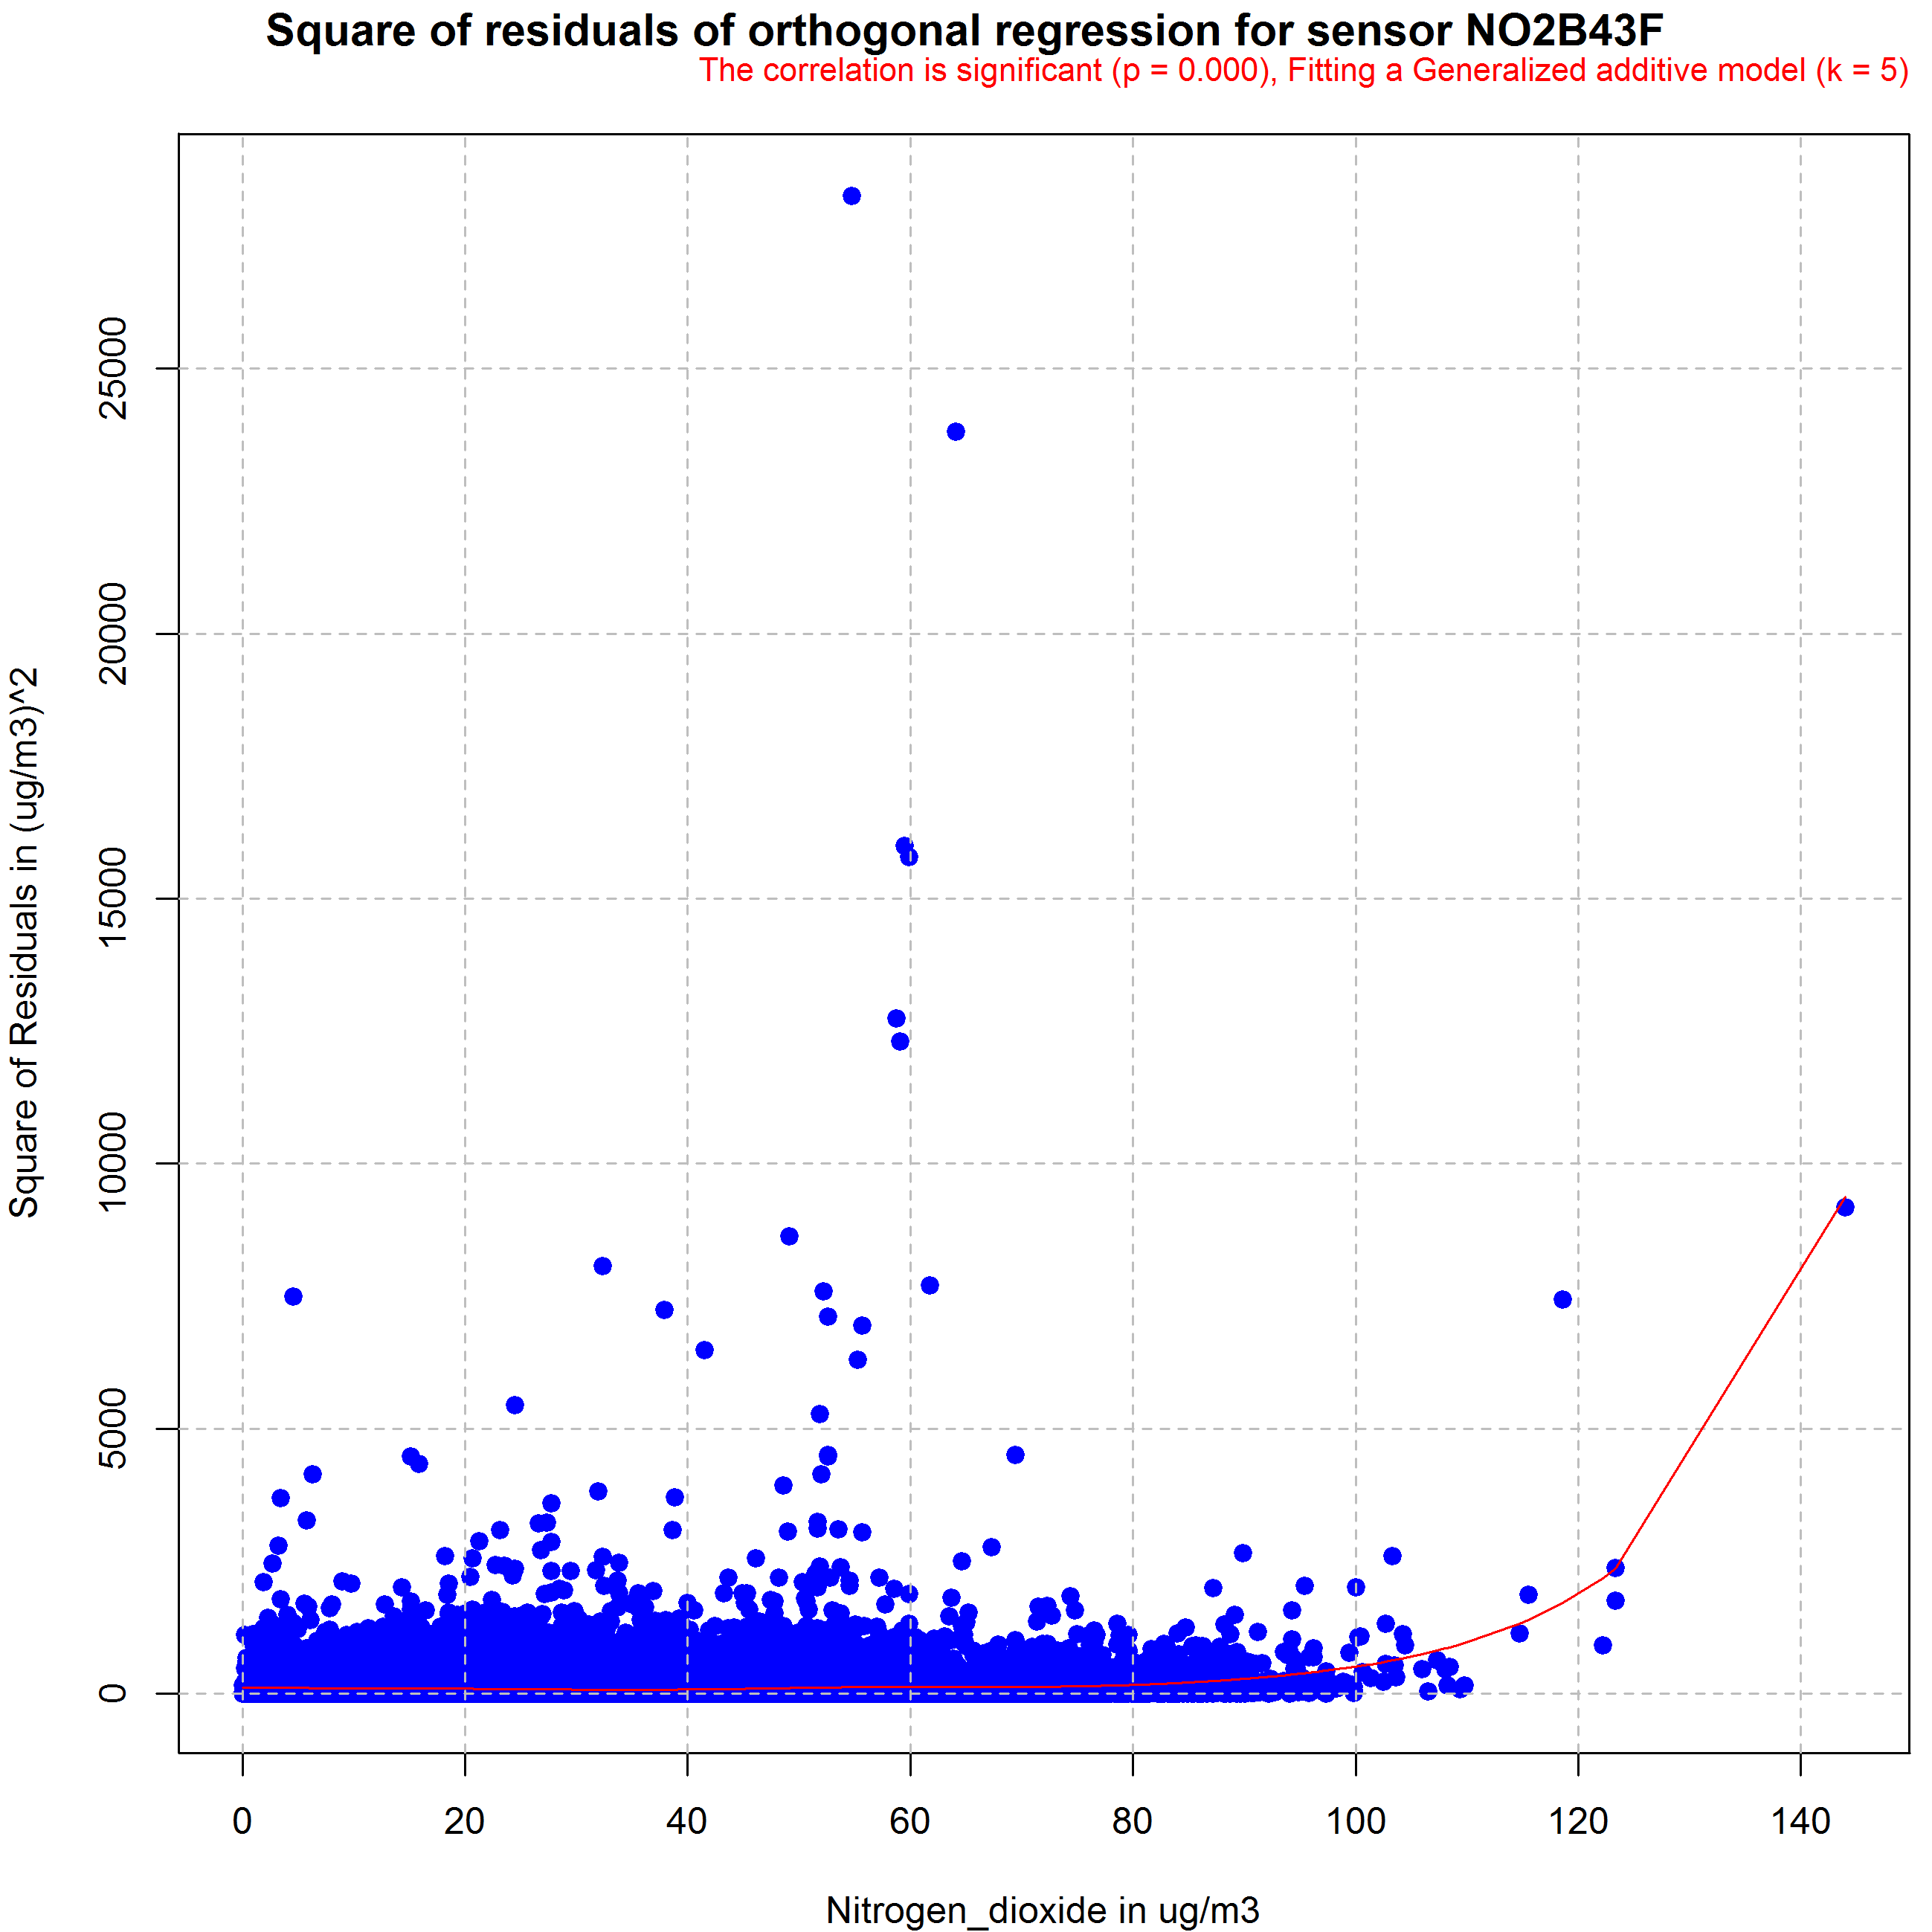 Square of residuals of orthogonal regression for sensor NO2B43F
The correlation is significant (p = 0.000), Fitting a Generalized additive model (k = 5)
Square of Residuals in (ug/m3)^2
25000
20000
15000
10000
5000
0
0 20 40 60 80 100 120 140
Nitrogen_dioxide in ug/m3